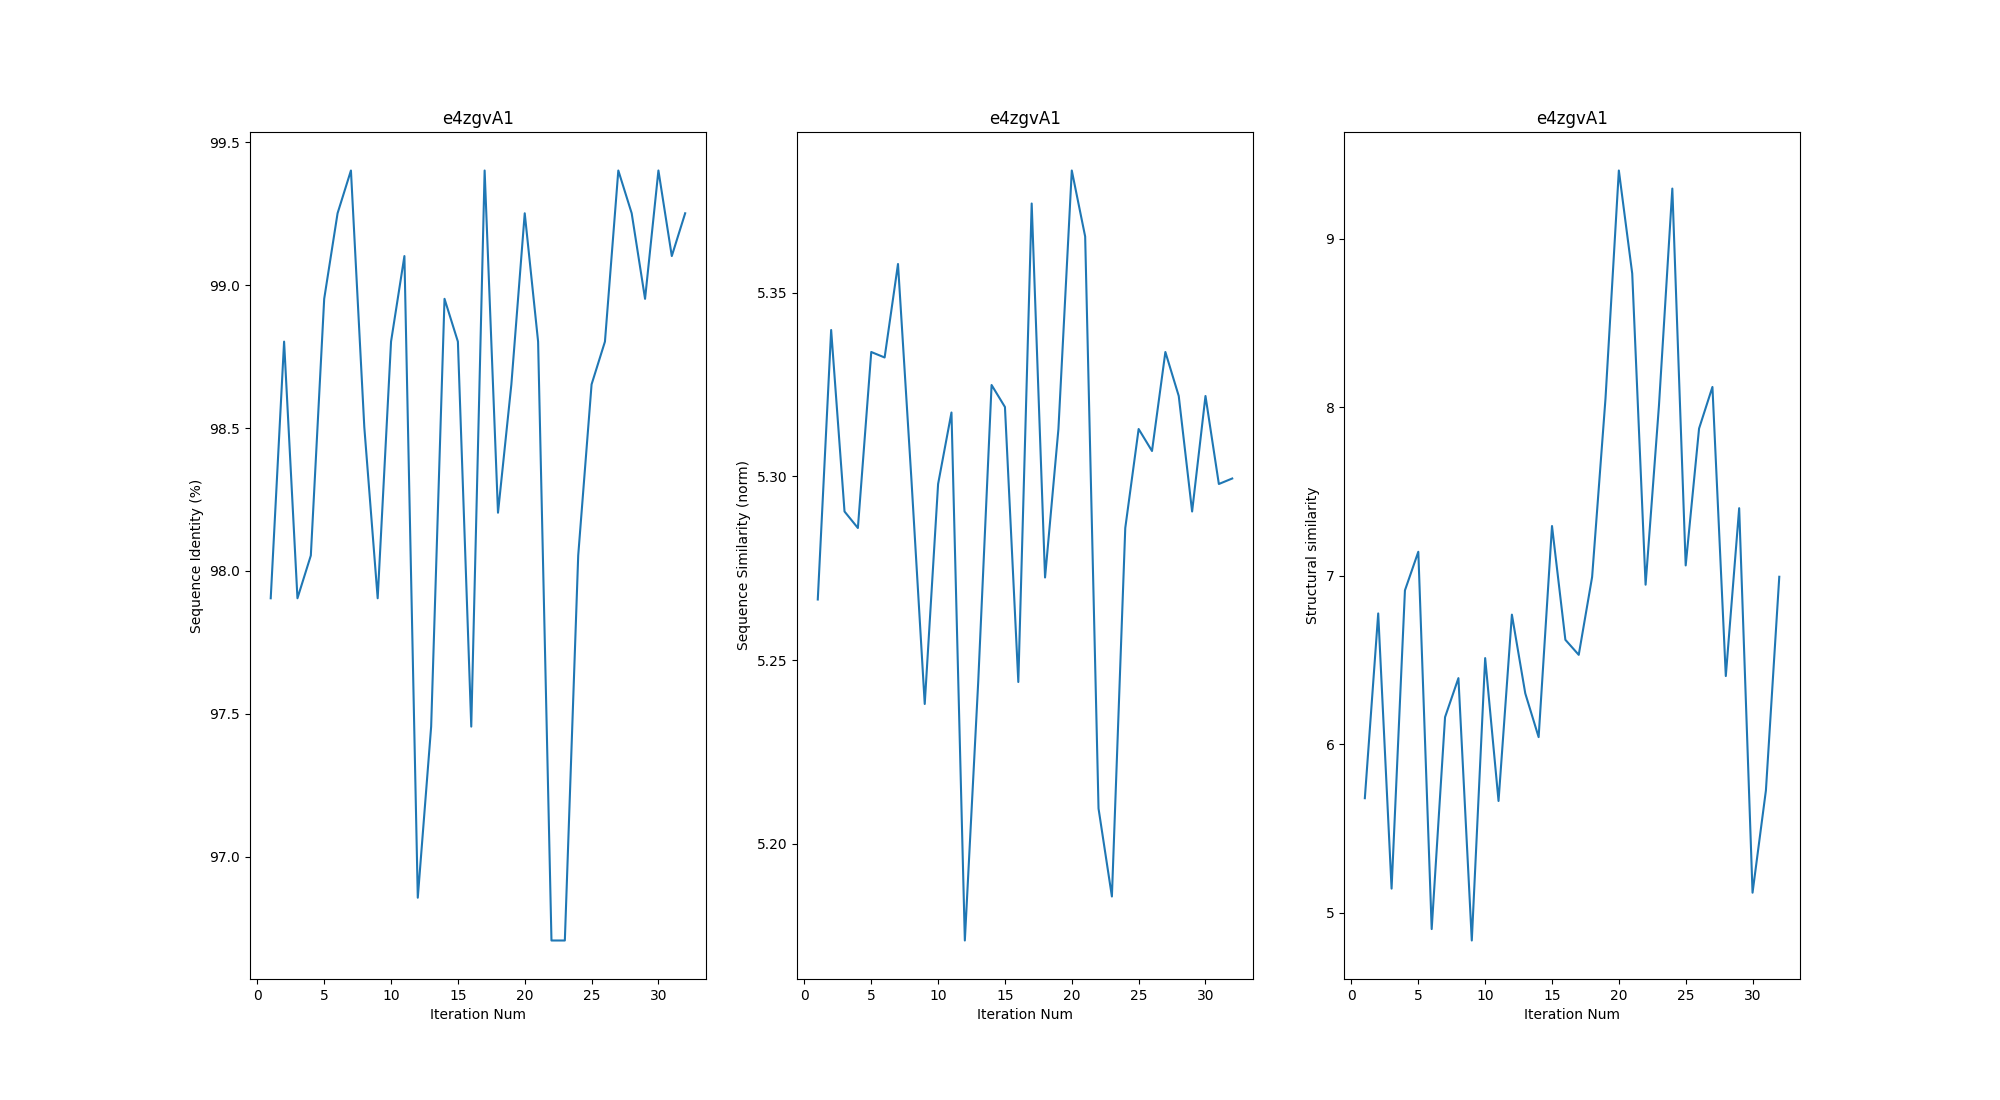 e4zgvA1
99.5
99.0
98.5
98.0
97.5
97.0
Sequence Identity (%)
0 5 10 15 20 25 30
Iteration Num
e4zgvA1
5.35
5.30
5.25
5.20
Sequence Similarity (norm)
0 5 10 15 20 25 30
Iteration Num
e4zgvA1
9
8
7
6
5
Structural similarity
0 5 10 15 20 25 30
Iteration Num